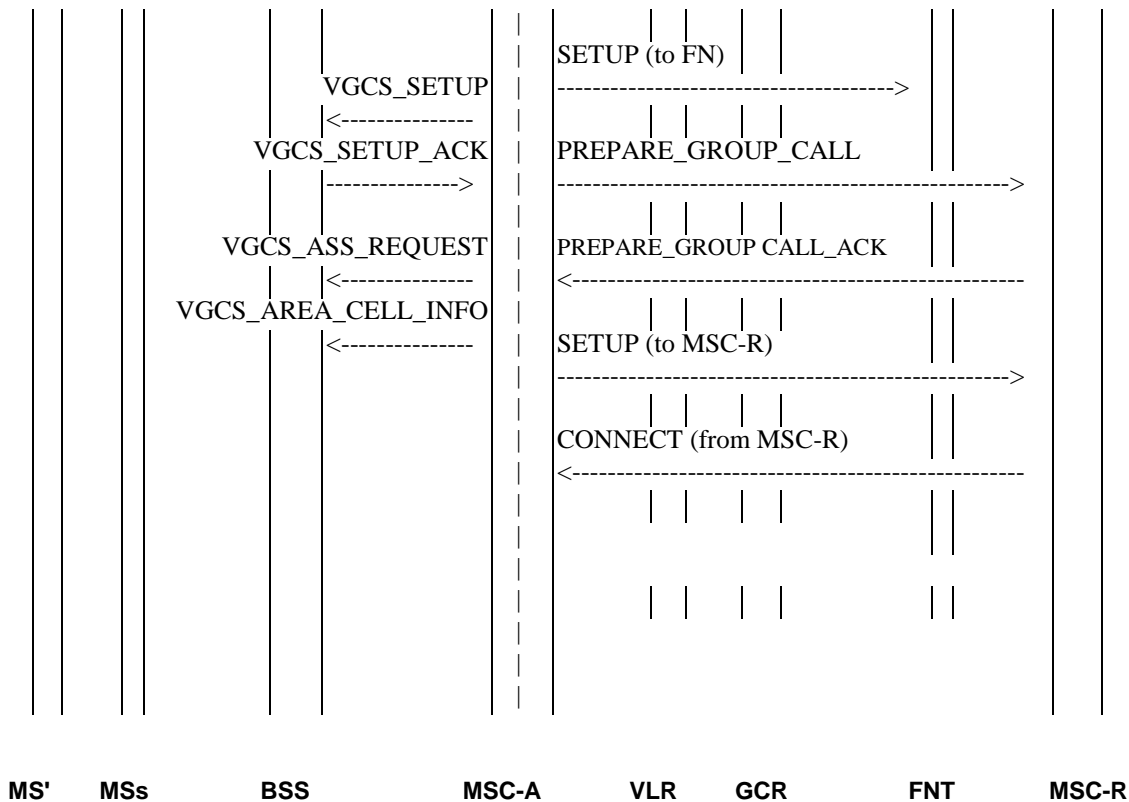 SETUP (to FN)
VGCS_SETUP
VGCS_SETUP_ACK
PREPARE_GROUP_CALL
VGCS_ASS_REQUEST
PREPARE_GROUP CALL_ACK
VGCS_AREA_CELL_INFO
SETUP (to MSC-R)
CONNECT (from MSC-R)
MS' MSs BSS MSC-A VLR GCR FNT MSC-R